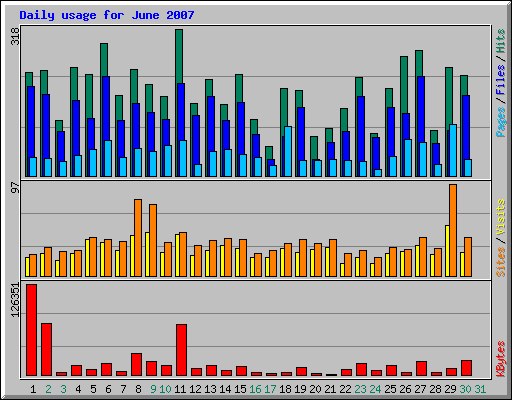 Daily usage for June 2007
318
Pages / Files / Hits
97
Sites / Visits
126351
KBytes
1 2 3 4 5 6 7 8 9 10 11 12 13 14 15 16 17 18 19 20 21 22 23 24 25 26 27 28 29 30 31